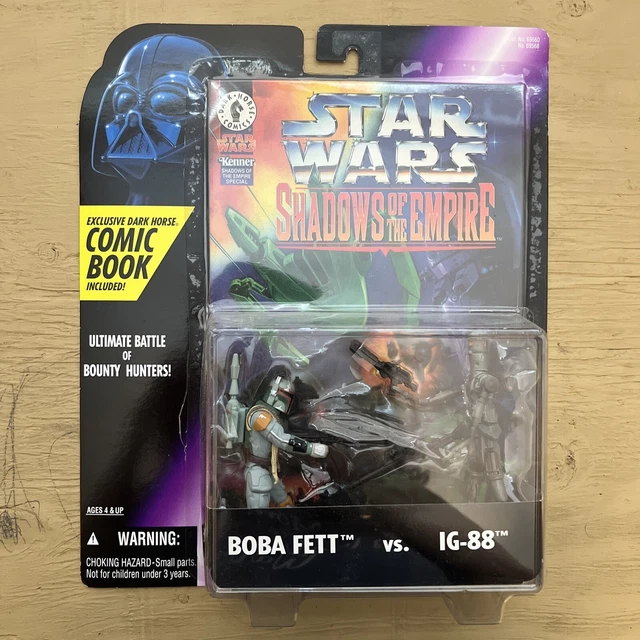 DARK HORSE COMICS
STAR WARS
Kenner
SHADOWS OF
THE EMPIRE
SPECIAL
STAR
WARS
SHADOWS OF THE EMPIRE
EXCLUSIVE DARK HORSE®
COMIC
BOOK
INCLUDED!
ULTIMATE BATTLE
OF
BOUNTY HUNTERS!
AGES 4 & UP
WARNING:
CHOKING HAZARD-Small parts.
Not for children under 3 years.
BOBA FETT™ vs. IG-88™